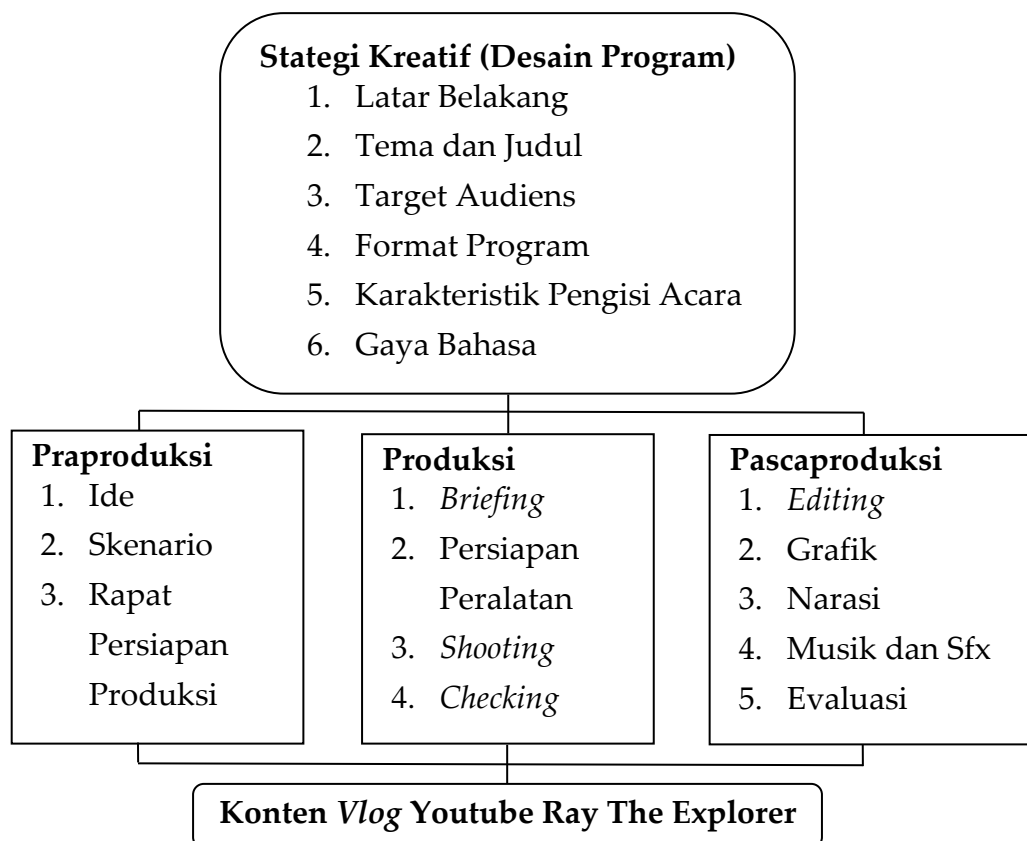 Stategi Kreatif (Desain Program)
1. Latar Belakang
2. Tema dan Judul
3. Target Audiens
4. Format Program
5. Karakteristik Pengisi Acara
6. Gaya Bahasa
Praproduksi
1. Ide
2. Skenario
3. Rapat
Persiapan
Produksi
Produksi
1. Briefing
2. Persiapan
Peralatan
3. Shooting
4. Checking
Pascaproduksi
1. Editing
2. Grafik
3. Narasi
4. Musik dan Sfx
5. Evaluasi
Konten Vlog Youtube Ray The Explorer